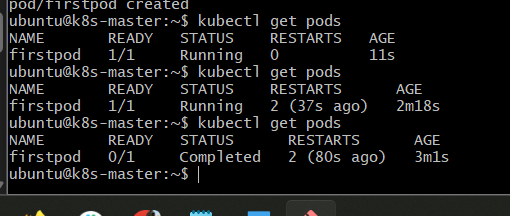 pod/firstpod created
ubuntu@k8s-master:~$ kubectl get pods
NAME READY STATUS RESTARTS AGE
firstpod 1/1 Running 0 11s
ubuntu@k8s-master:~$ kubectl get pods
NAME READY STATUS RESTARTS AGE
firstpod 1/1 Running 2 (37s ago) 2m18s
ubuntu@k8s-master:~$ kubectl get pods
NAME READY STATUS RESTARTS AGE
firstpod 0/1 Completed 2 (80s ago) 3m1s
ubuntu@k8s-master:~$